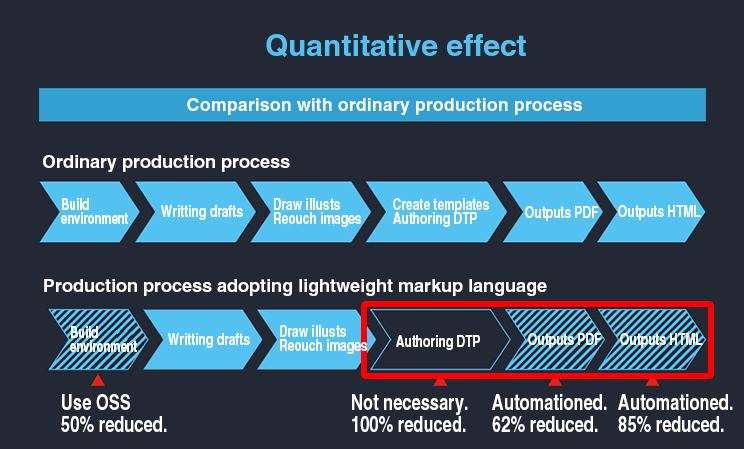 Quantitative effect
Comparison with ordinary production process
Ordinary production process
Build
environment
Writting drafts
Draw illusts
Reouch images
Create templates
Authoring DTP
Outputs PDF
Outputs HTML
Production process adopting lightweight markup language
Build
environment
Writting drafts
Draw illusts
Reouch images
Authoring DTP
Outputs PDF
Outputs HTML
Use OSS
50% reduced.
Not necessary.
100% reduced.
Automationed.
62% reduced.
Automationed.
85% reduced.